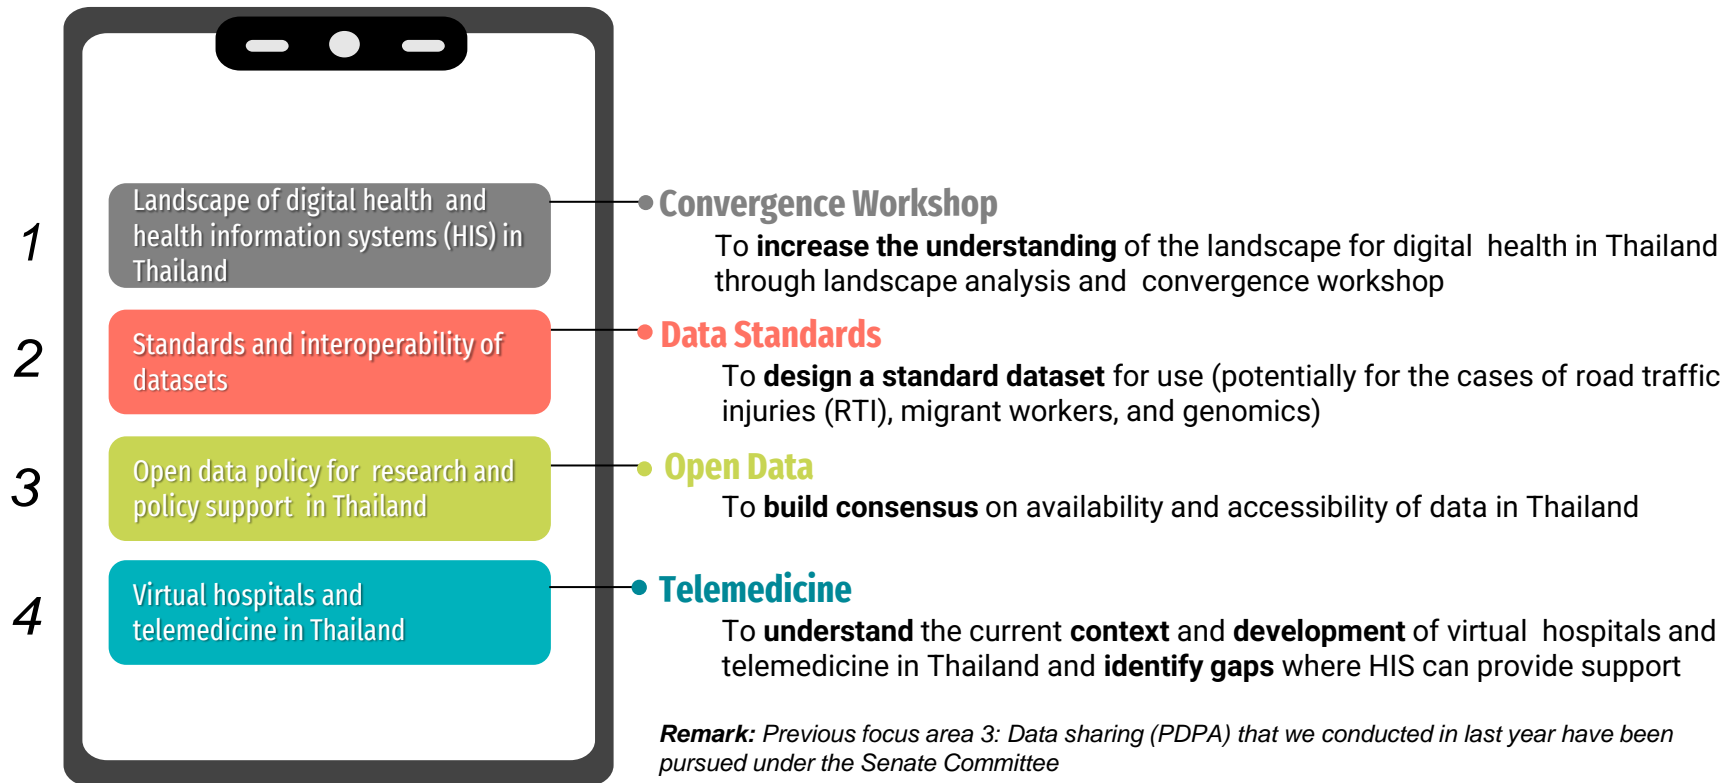 1
Landscape of digital health and
health information systems (HIS) in
Thailand
Convergence Workshop
To increase the understanding of the landscape for digital health in Thailand
through landscape analysis and convergence workshop
2
Standards and interoperability of
datasets
Data Standards
To design a standard dataset for use (potentially for the cases of road traffic
injuries (RTI), migrant workers, and genomics)
3
Open data policy for research and
policy support in Thailand
Open Data
To build consensus on availability and accessibility of data in Thailand
4
Virtual hospitals and
telemedicine in Thailand
Telemedicine
To understand the current context and development of virtual hospitals and
telemedicine in Thailand and identify gaps where HIS can provide support
Remark: Previous focus area 3: Data sharing (PDPA) that we conducted in last year have been
pursued under the Senate Committee